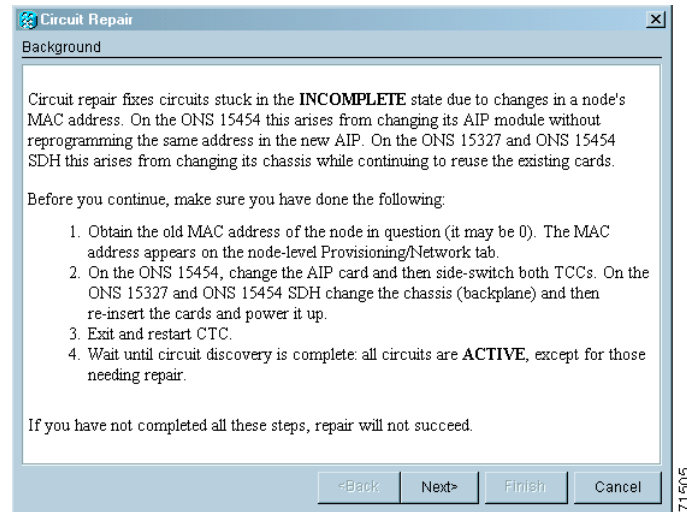 Circuit Repair
Background
Circuit repair fixes circuits stuck in the INCOMPLETE state due to changes in a node's
MAC address. On the ONS 15454 this arises from changing its AIP module without
reprogramming the same address in the new AIP. On the ONS 15327 and ONS 15454
SDH this arises from changing its chassis while continuing to reuse the existing cards.
Before you continue, make sure you have done the following:
1. Obtain the old MAC address of the node in question (it may be 0). The MAC
address appears on the node-level Provisioning/Network tab.
2. On the ONS 15454, change the AIP card and then side-switch both TCCs. On the
ONS 15327 and ONS 15454 SDH change the chassis (backplane) and then
re-insert the cards and power it up.
3. Exit and restart CTC.
4. Wait until circuit discovery is complete: all circuits are ACTIVE, except for those
needing repair.
If you have not completed all these steps, repair will not succeed.
<Back Next> Finish Cancel
71505